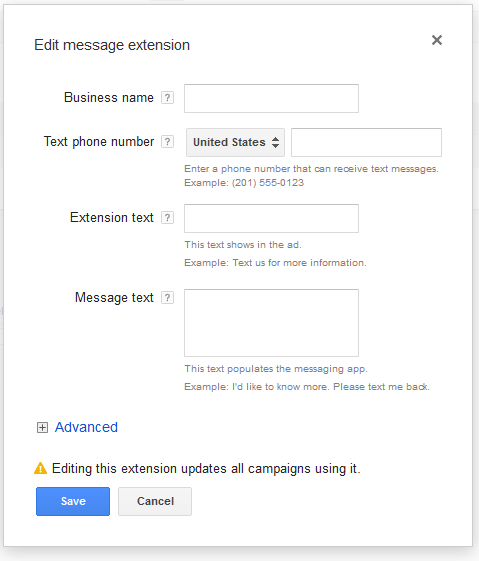 Edit message extension
Business name ?
Text phone number ? United States
Enter a phone number that can receive text messages.
Example: (201) 555-0123
Extension text ?
This text shows in the ad.
Example: Text us for more information.
Message text ?
This text populates the messaging app.
Example: I'd like to know more. Please text me back.
Advanced
Editing this extension updates all campaigns using it.
Save Cancel